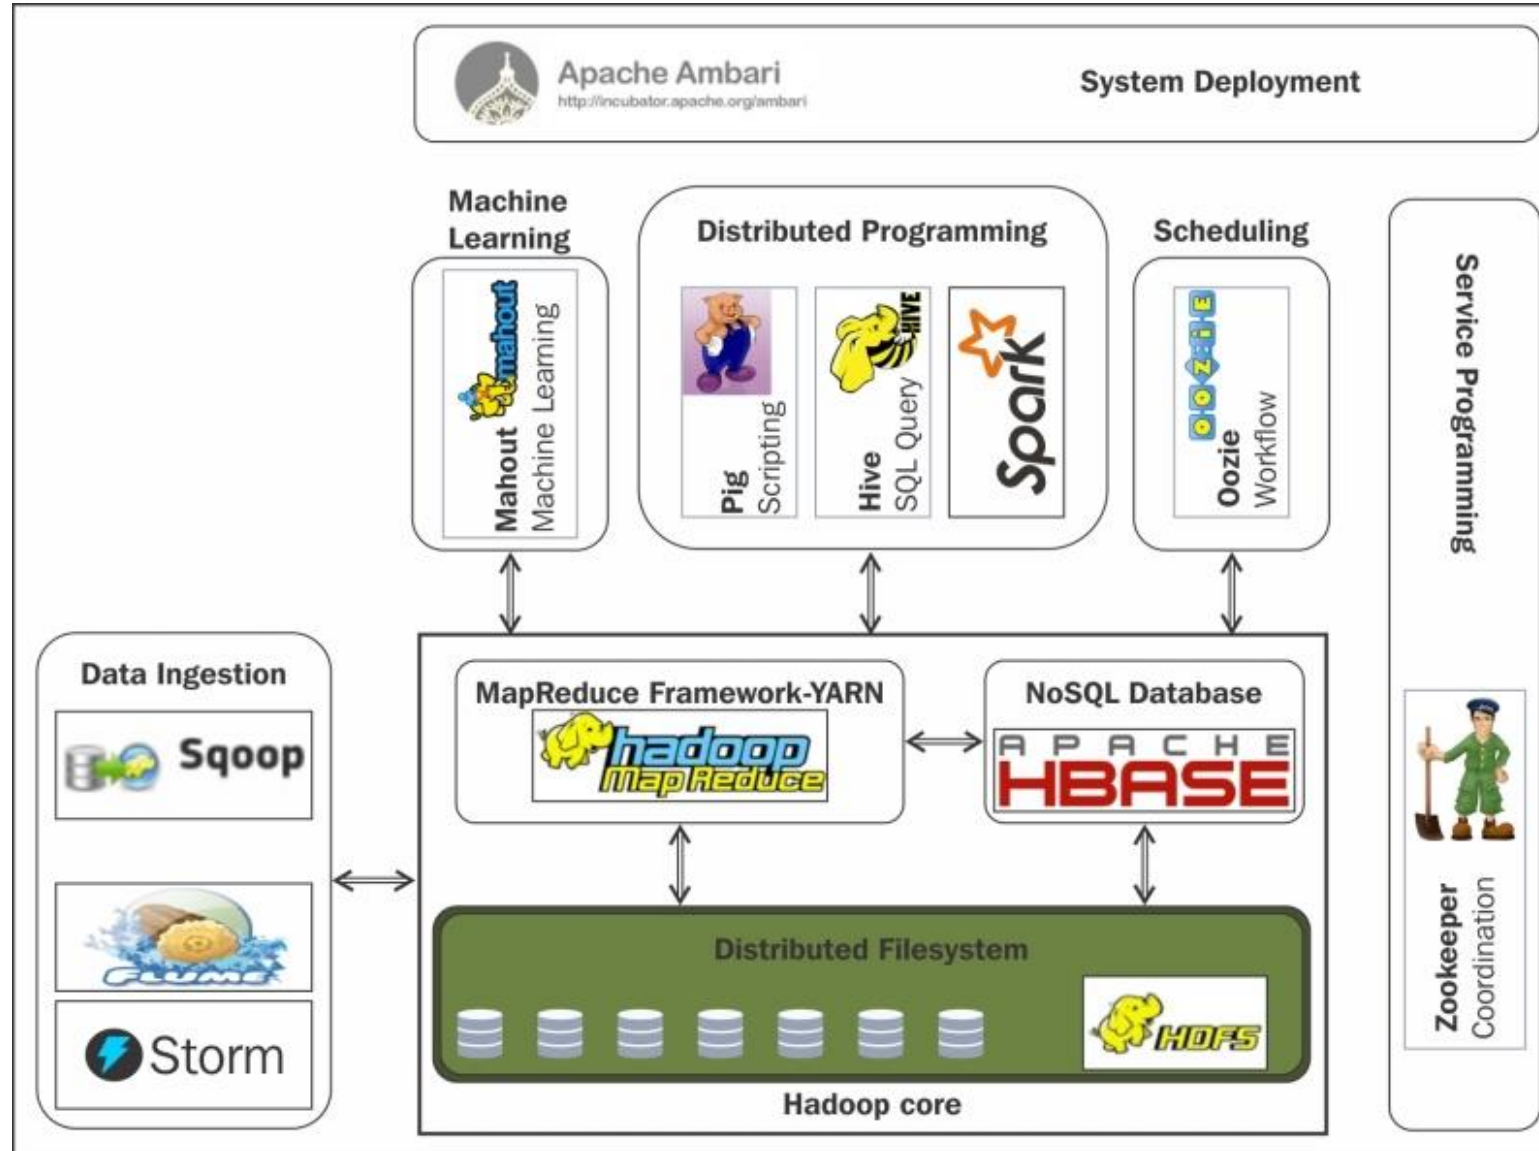 Apache Ambari
http://incubator.apache.org/ambari
System Deployment
Machine
Learning
mahout
Mahout
Machine Learning
Distributed Programming
Pig
Scripting
HIVE
Hive
SQL Query
Spark
Scheduling
OOZIE
Oozie
Workflow
Service Programming
Zookeeper
Coordination
Data Ingestion
Sqoop
FLUME
Storm
MapReduce Framework-YARN
hadoop
Map Reduce
NoSQL Database
APACHE
HBASE
Distributed Filesystem
HDFS
Hadoop core